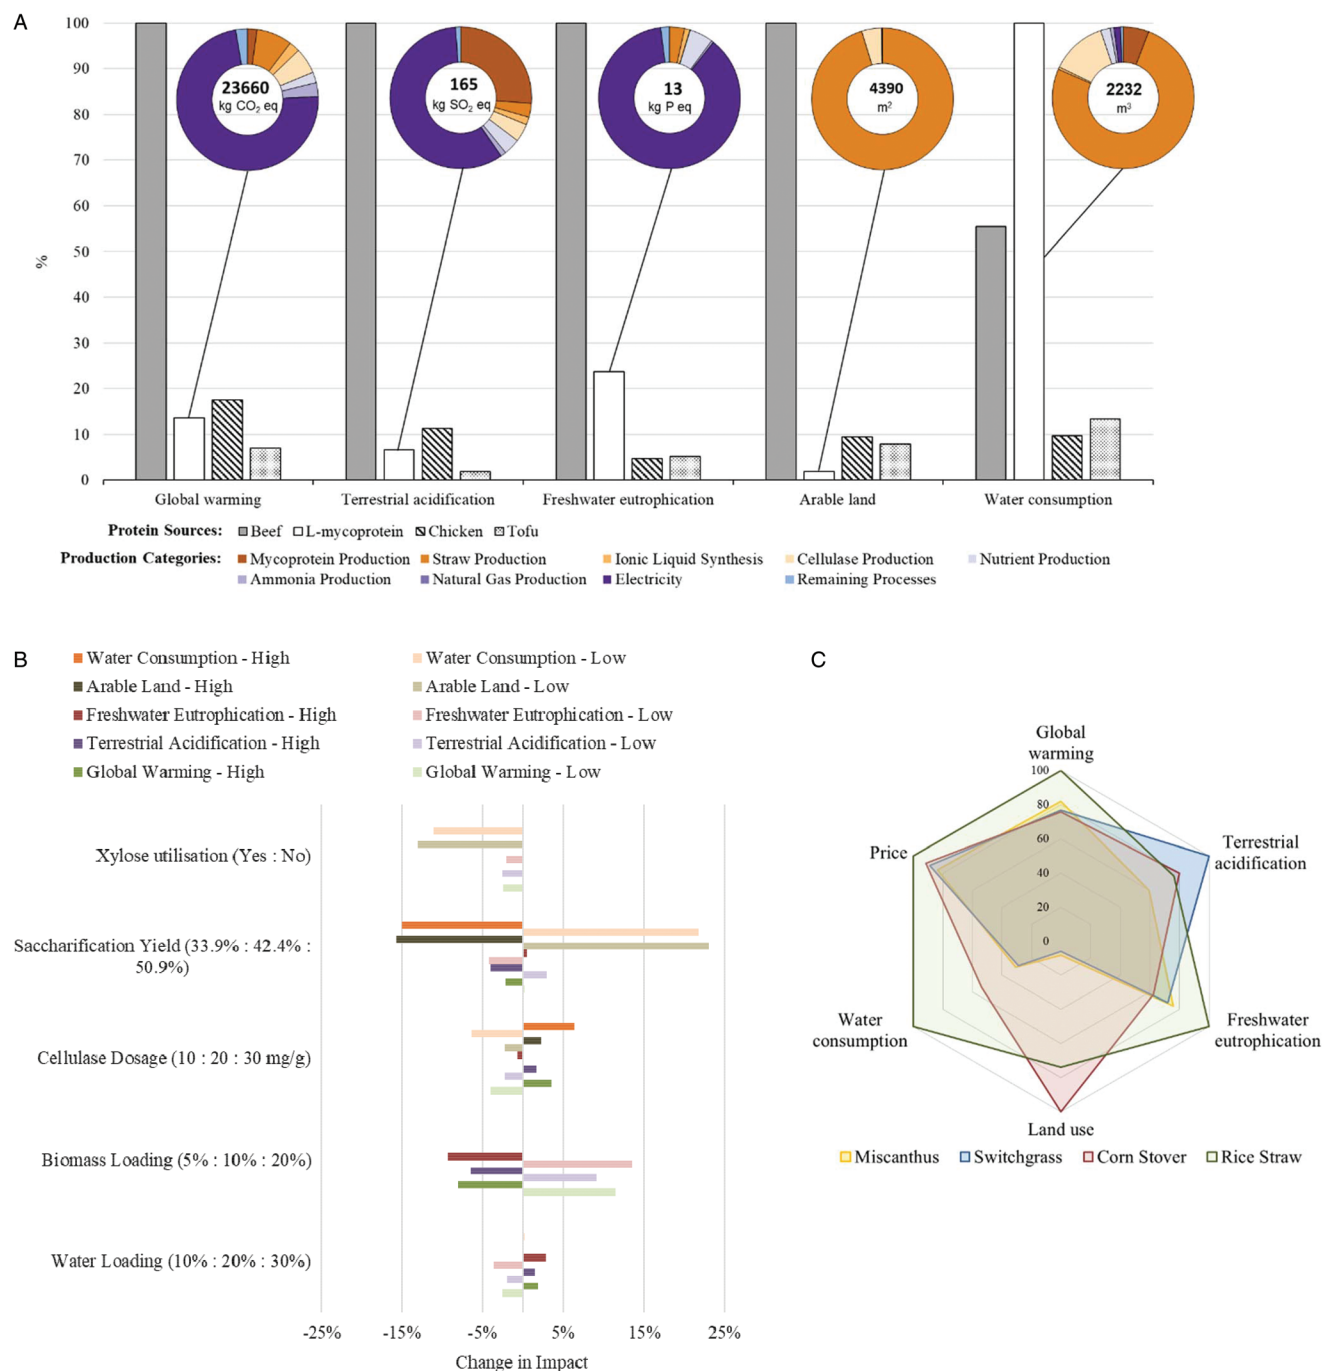 A
100
90
80
70
60
50
40
30
20
10
0
%
23660
kg CO2 eq
165
kg SO2 eq
13
kg P eq
4390
m2
2232
m3
Global warming
Terrestrial acidification
Freshwater eutrophication
Arable land
Water consumption
Protein Sources: Beef L-mycoprotein Chicken Tofu
Production Categories: Mycoprotein Production Straw Production Ionic Liquid Synthesis Cellulase Production Nutrient Production
Ammonia Production Natural Gas Production Electricity Remaining Processes
B
Water Consumption - High Water Consumption - Low
Arable Land - High Arable Land - Low
Freshwater Eutrophication - High Freshwater Eutrophication - Low
Terrestrial Acidification - High Terrestrial Acidification - Low
Global Warming - High Global Warming - Low
Xylose utilisation (Yes : No)
Saccharification Yield (33.9% : 42.4% :
50.9%)
Cellulase Dosage (10 : 20 : 30 mg/g)
Biomass Loading (5% : 10% : 20%)
Water Loading (10% : 20% : 30%)
-25% -15% -5% 5% 15% 25%
Change in Impact
C
Global
warming
100
80
60
40
20
0
Terrestrial
acidification
Freshwater
eutrophication
Land use
Water
consumption
Price
Miscanthus Switchgrass Corn Stover Rice Straw